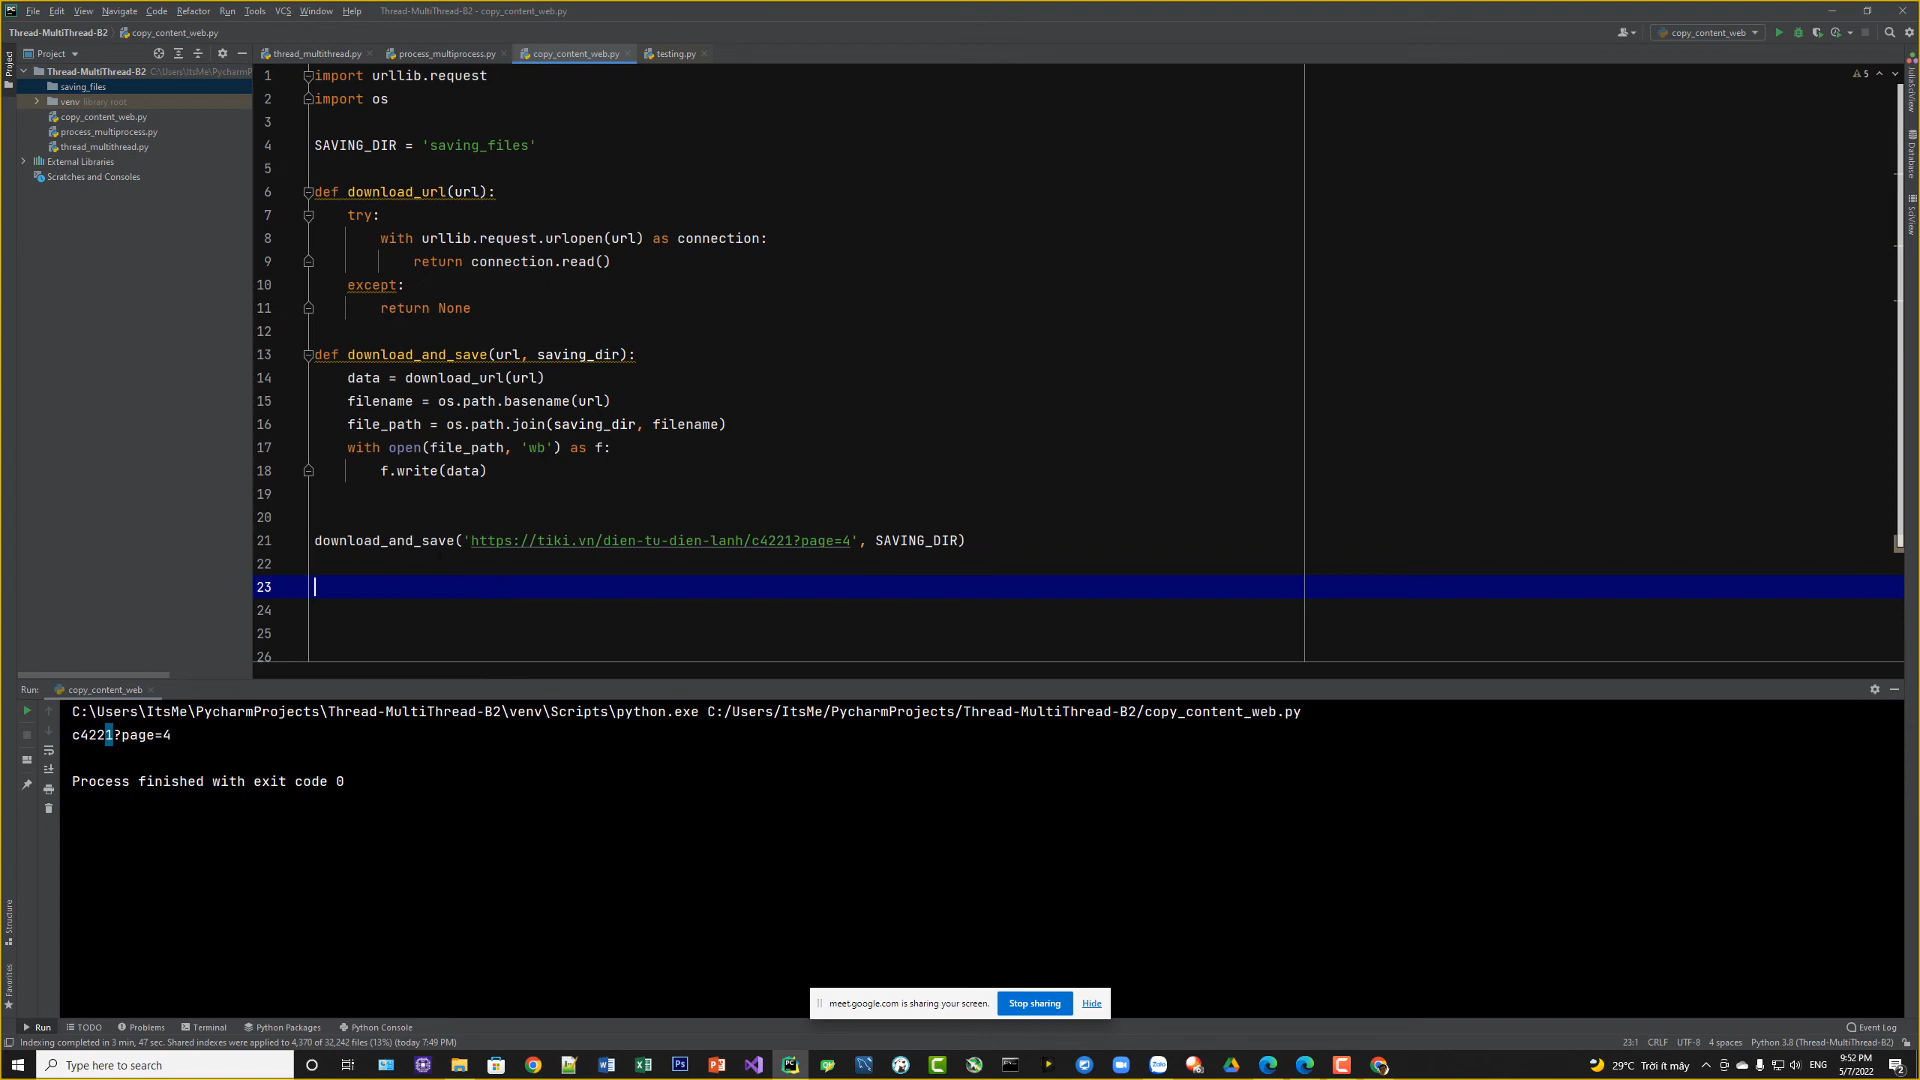 File Edit View Navigate Code Refactor Run Tools VCS Window Help Thread-MultiThread-B2 - copy_content_web.py
Thread-MultiThread-B2 copy_content_web.py
copy_content_web
Project
thread_multithread.py process_multiprocess.py copy_content_web.py testing.py
Thread-MultiThread-B2 C:\Users\ItsMe\PycharmP
saving_files
venv library root
copy_content_web.py
process_multiprocess.py
thread_multithread.py
External Libraries
Scratches and Consoles
Project
5
1 import urllib.request
2 import os
3
4 SAVING_DIR = 'saving_files'
5
6 def download_url(url):
7 try:
8 with urllib.request.urlopen(url) as connection:
9 return connection.read()
10 except:
11 return None
12
13 def download_and_save(url, saving_dir):
14 data = download_url(url)
15 filename = os.path.basename(url)
16 file_path = os.path.join(saving_dir, filename)
17 with open(file_path, 'wb') as f:
18 f.write(data)
19
20
21 download_and_save('https://tiki.vn/dien-tu-dien-lanh/c4221?page=4', SAVING_DIR)
22
23
24
25
26
JuliaSciView
Database
SciView
Run: copy_content_web
C:\Users\ItsMe\PycharmProjects\Thread-MultiThread-B2\venv\Scripts\python.exe C:/Users/ItsMe/PycharmProjects/Thread-MultiThread-B2/copy_content_web.py
c4221?page=4
Process finished with exit code 0
Structure
Favorites
meet.google.com is sharing your screen. Stop sharing Hide
Run TODO Problems Terminal Python Packages Python Console Event Log
Indexing completed in 3 min, 47 sec. Shared indexes were applied to 4,370 of 32,242 files (13%) (today 7:49 PM) 23:1 CRLF UTF-8 4 spaces Python 3.8 (Thread-MultiThread-B2)
Type here to search
29°C Trời ít mây ENG
9:52 PM
5/7/2022
2